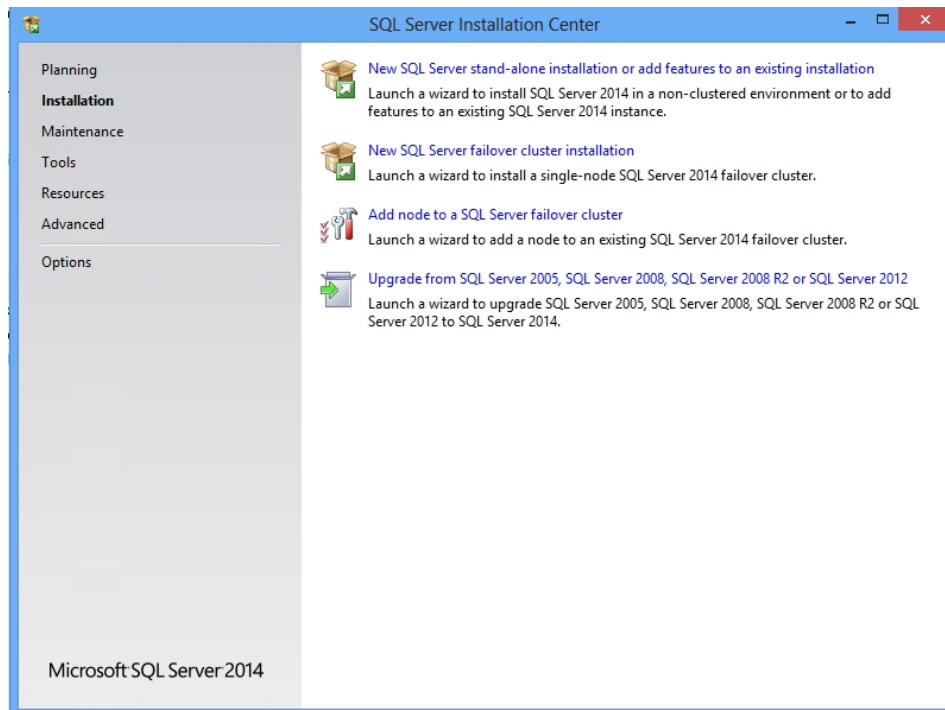 SQL Server Installation Center
Planning
Installation
Maintenance
Tools
Resources
Advanced
Options
Microsoft SQL Server 2014
New SQL Server stand-alone installation or add features to an existing installation
Launch a wizard to install SQL Server 2014 in a non-clustered environment or to add
features to an existing SQL Server 2014 instance.
New SQL Server failover cluster installation
Launch a wizard to install a single-node SQL Server 2014 failover cluster.
Add node to a SQL Server failover cluster
Launch a wizard to add a node to an existing SQL Server 2014 failover cluster.
Upgrade from SQL Server 2005, SQL Server 2008, SQL Server 2008 R2 or SQL Server 2012
Launch a wizard to upgrade SQL Server 2005, SQL Server 2008, SQL Server 2008 R2 or SQL
Server 2012 to SQL Server 2014.